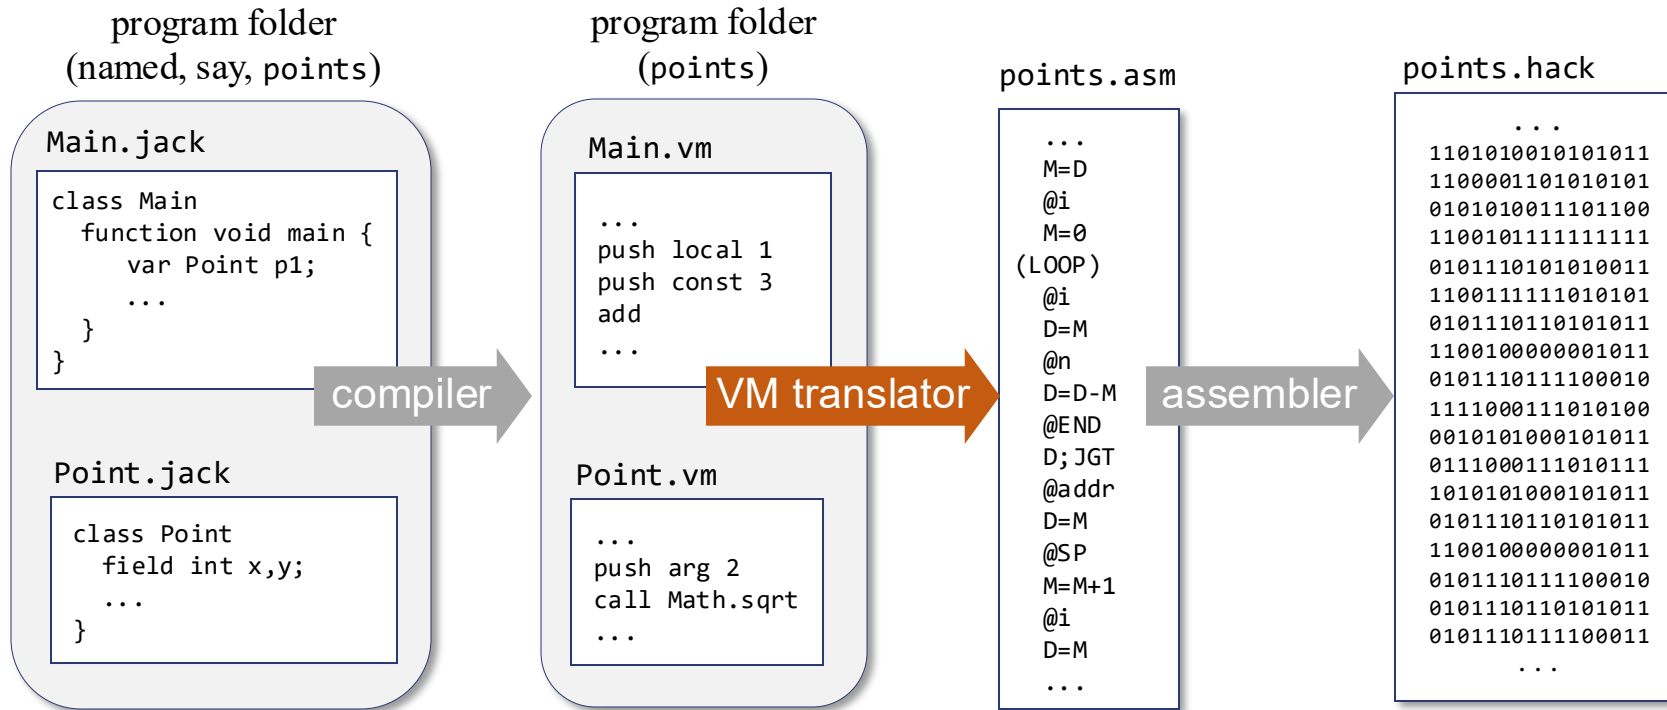 program folder
(named, say, points)
Main.jack
class Main
function void main {
var Point p1;
...
}
}
Point.jack
class Point
field int x,y;
...
}
compiler
program folder
(points)
Main.vm
...
push local 1
push const 3
add
...
Point.vm
...
push arg 2
call Math.sqrt
...
VM translator
points.asm
...
M=D
@i
M=0
(LOOP)
@i
D=M
@n
D=D-M
@END
D;JGT
@addr
D=M
@SP
M=M+1
@i
D=M
...
assembler
points.hack
...
1101010010101011
1100001101010101
0101010011101100
1100101111111111
0101110101010011
1100111111010101
0101110110101011
1100100000001011
0101110111100010
1111000111010100
0010101000101011
0111000111010111
1010101000101011
0101110110101011
1100100000001011
0101110111100010
0101110110101011
0101110111100011
...